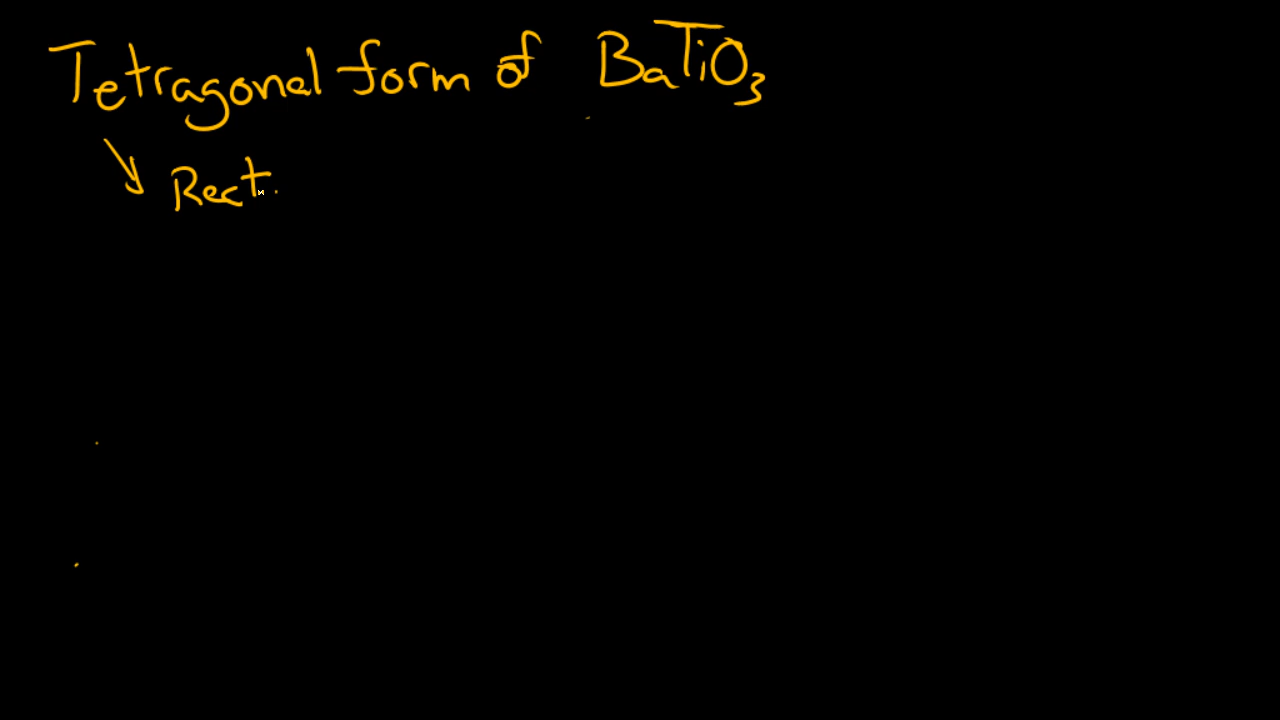 Tetragonal form of BaTiO₃
Rect.